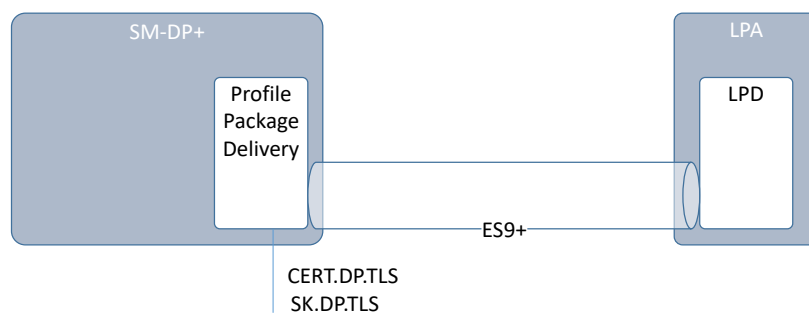 SM-DP+
LPA
Profile
Package
Delivery
LPD
ES9+
CERT.DP.TLS
SK.DP.TLS